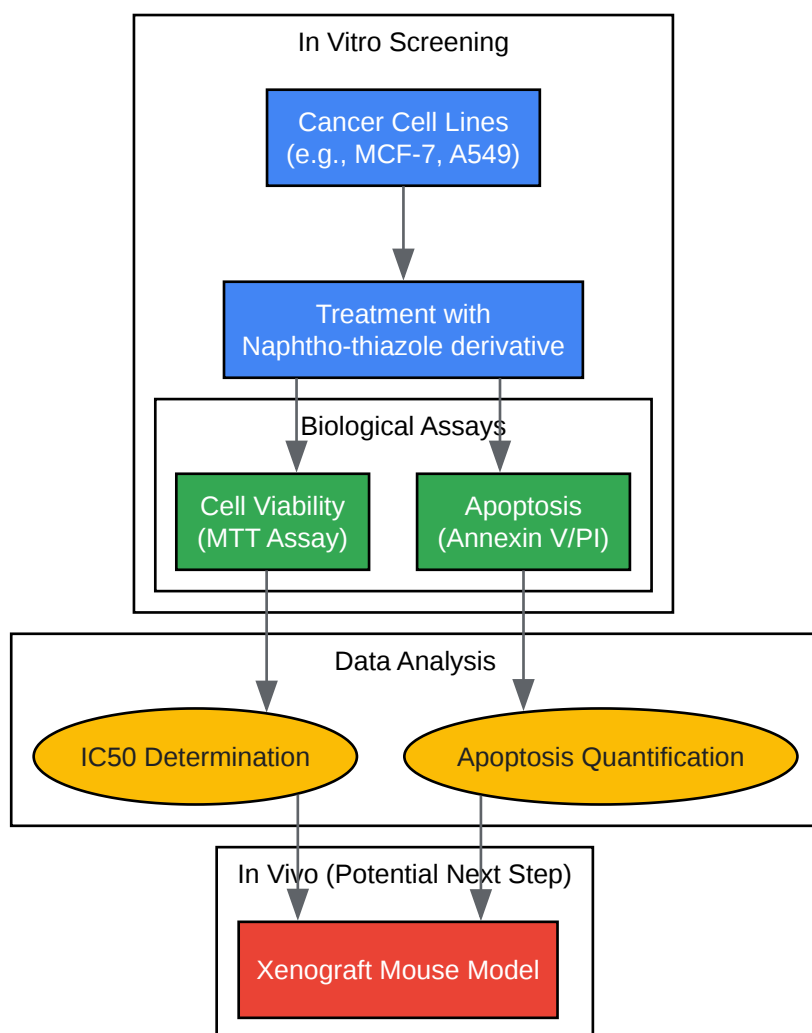 In Vitro Screening
Cancer Cell Lines
(e.g., MCF-7, A549)
Treatment with
Naphtho-thiazole derivative
Biological Assays
Cell Viability
(MTT Assay)
Apoptosis
(Annexin V/PI)
Data Analysis
IC50 Determination
Apoptosis Quantification
In Vivo (Potential Next Step)
Xenograft Mouse Model